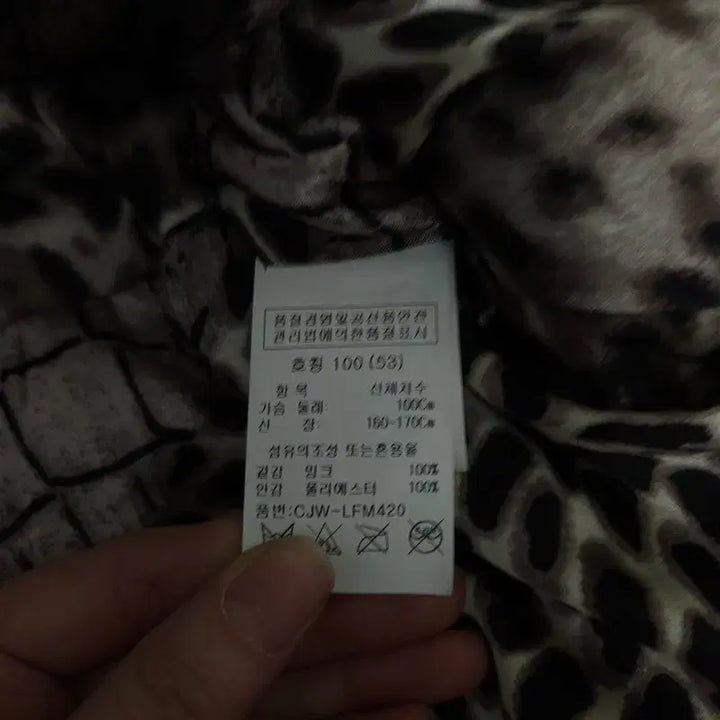 품질경영및공산품안전
관리법에의한품질표시
호칭 100 (53)
항 목 신체치수
가슴 둘레: 100Cm
신 장: 160-170Cm
섬유의조성 또는혼용율
겉감 밍크 100%
안감 폴리에스터 100%
품번:CJW-LFM420